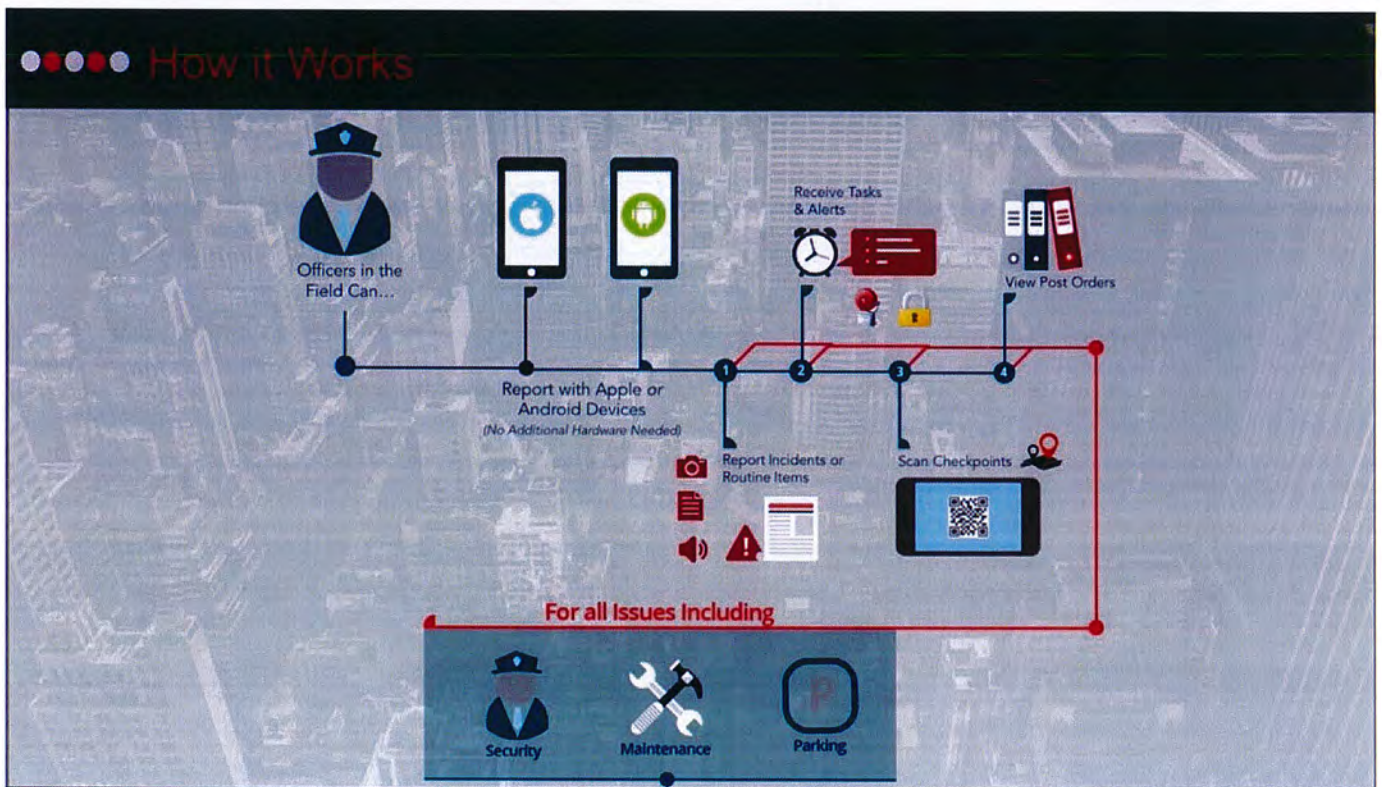 How it Works
Officers in the
Field Can...
Report with Apple or
Android Devices
(No Additional Hardware Needed)
1
2
3
4
Report Incidents or
Routine Items
Receive Tasks
& Alerts
Scan Checkpoints
View Post Orders
For all Issues Including
Security
Maintenance
P
Parking